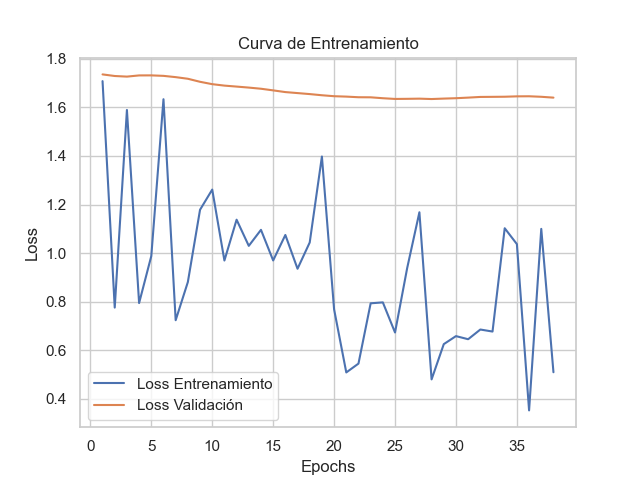 Curva de Entrenamiento
Loss
1.8
1.6
1.4
1.2
1.0
0.8
0.6
0.4
Loss Entrenamiento
Loss Validación
0 5 10 15 20 25 30 35
Epochs